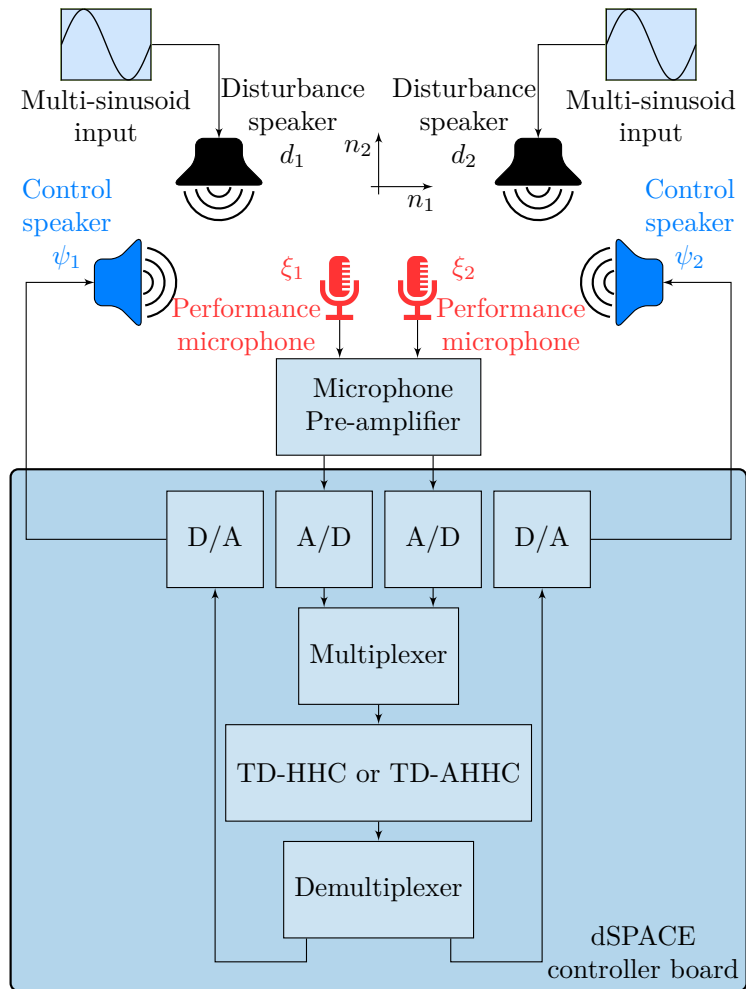 Multi-sinusoid
input
Disturbance
speaker
d₁
Disturbance
speaker
d₂
Multi-sinusoid
input
n₂
n₁
Control
speaker
ψ₁
Control
speaker
ψ₂
ξ₁
Performance
microphone
ξ₂
Performance
microphone
Microphone
Pre-amplifier
D/A
A/D
A/D
D/A
Multiplexer
TD-HHC or TD-AHHC
Demultiplexer
dSPACE
controller board